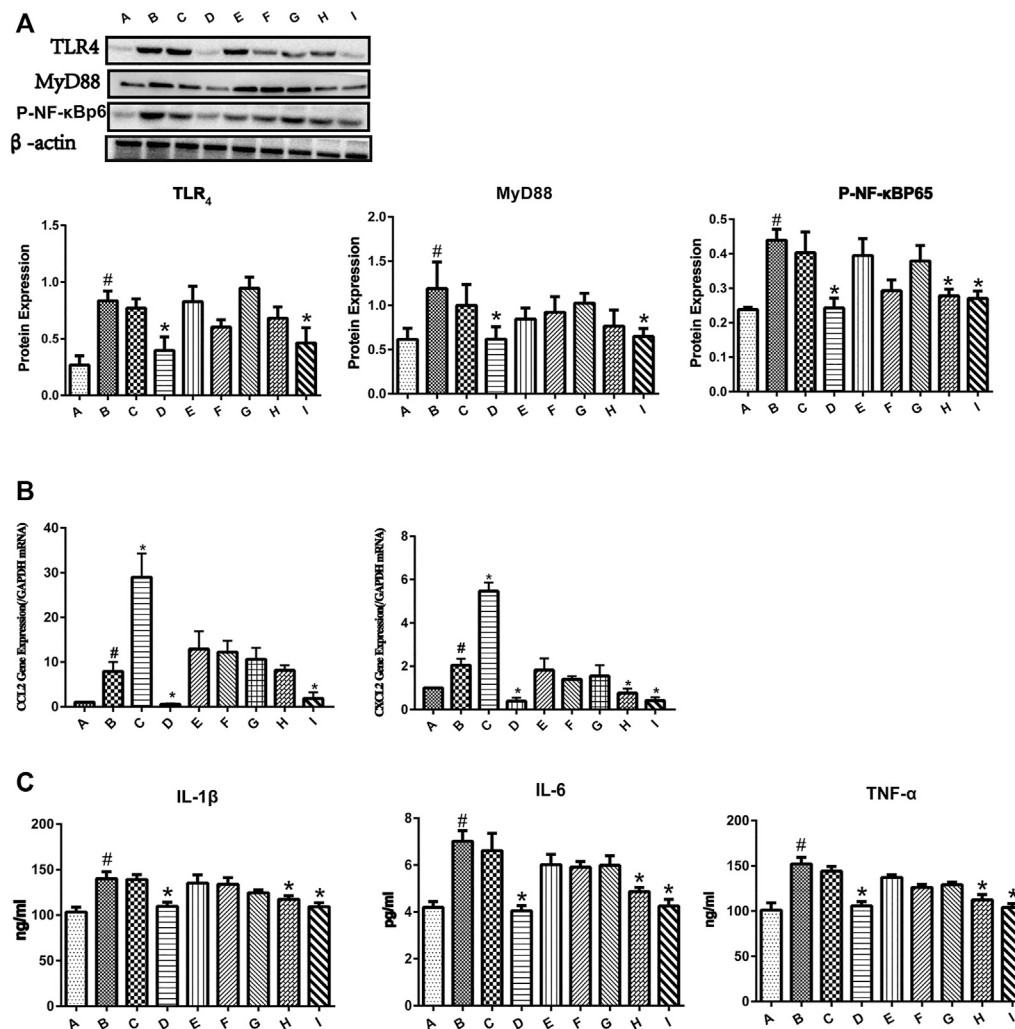 A
A B C D E F G H I
TLR4
MyD88
P-NF-κBp6
β -actin
TLR4
Protein Expression
1.5
1.0
0.5
0.0
#
*
*
A B C D E F G H I
MyD88
Protein Expression
2.0
1.5
1.0
0.5
0.0
#
*
*
A B C D E F G H I
P-NF-κBP65
Protein Expression
0.5
0.4
0.3
0.2
0.1
0.0
#
*
*
*
A B C D E F G H I
B
CCL2 Gene Expression(/GAPDH mRNA)
40
30
20
10
0
#
*
*
*
A B C D E F G H I
CXCL2 Gene Expression(/GAPDH mRNA)
8
6
4
2
0
#
*
*
*
*
A B C D E F G H I
C
IL-1β
ng/ml
200
150
100
50
0
#
*
*
*
A B C D E F G H I
IL-6
pg/ml
8
6
4
2
0
#
*
*
*
A B C D E F G H I
TNF-α
ng/ml
200
150
100
50
0
#
*
*
*
A B C D E F G H I